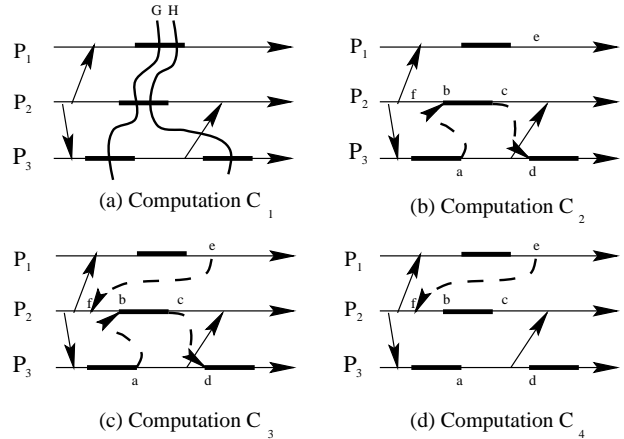 G H
P1
P2
P3
(a) Computation C1
e
P1
f b c
P2
P3
a d
(b) Computation C2
e
P1
f b c
P2
P3
a d
(c) Computation C3
e
P1
f b c
P2
P3
a d
(d) Computation C4